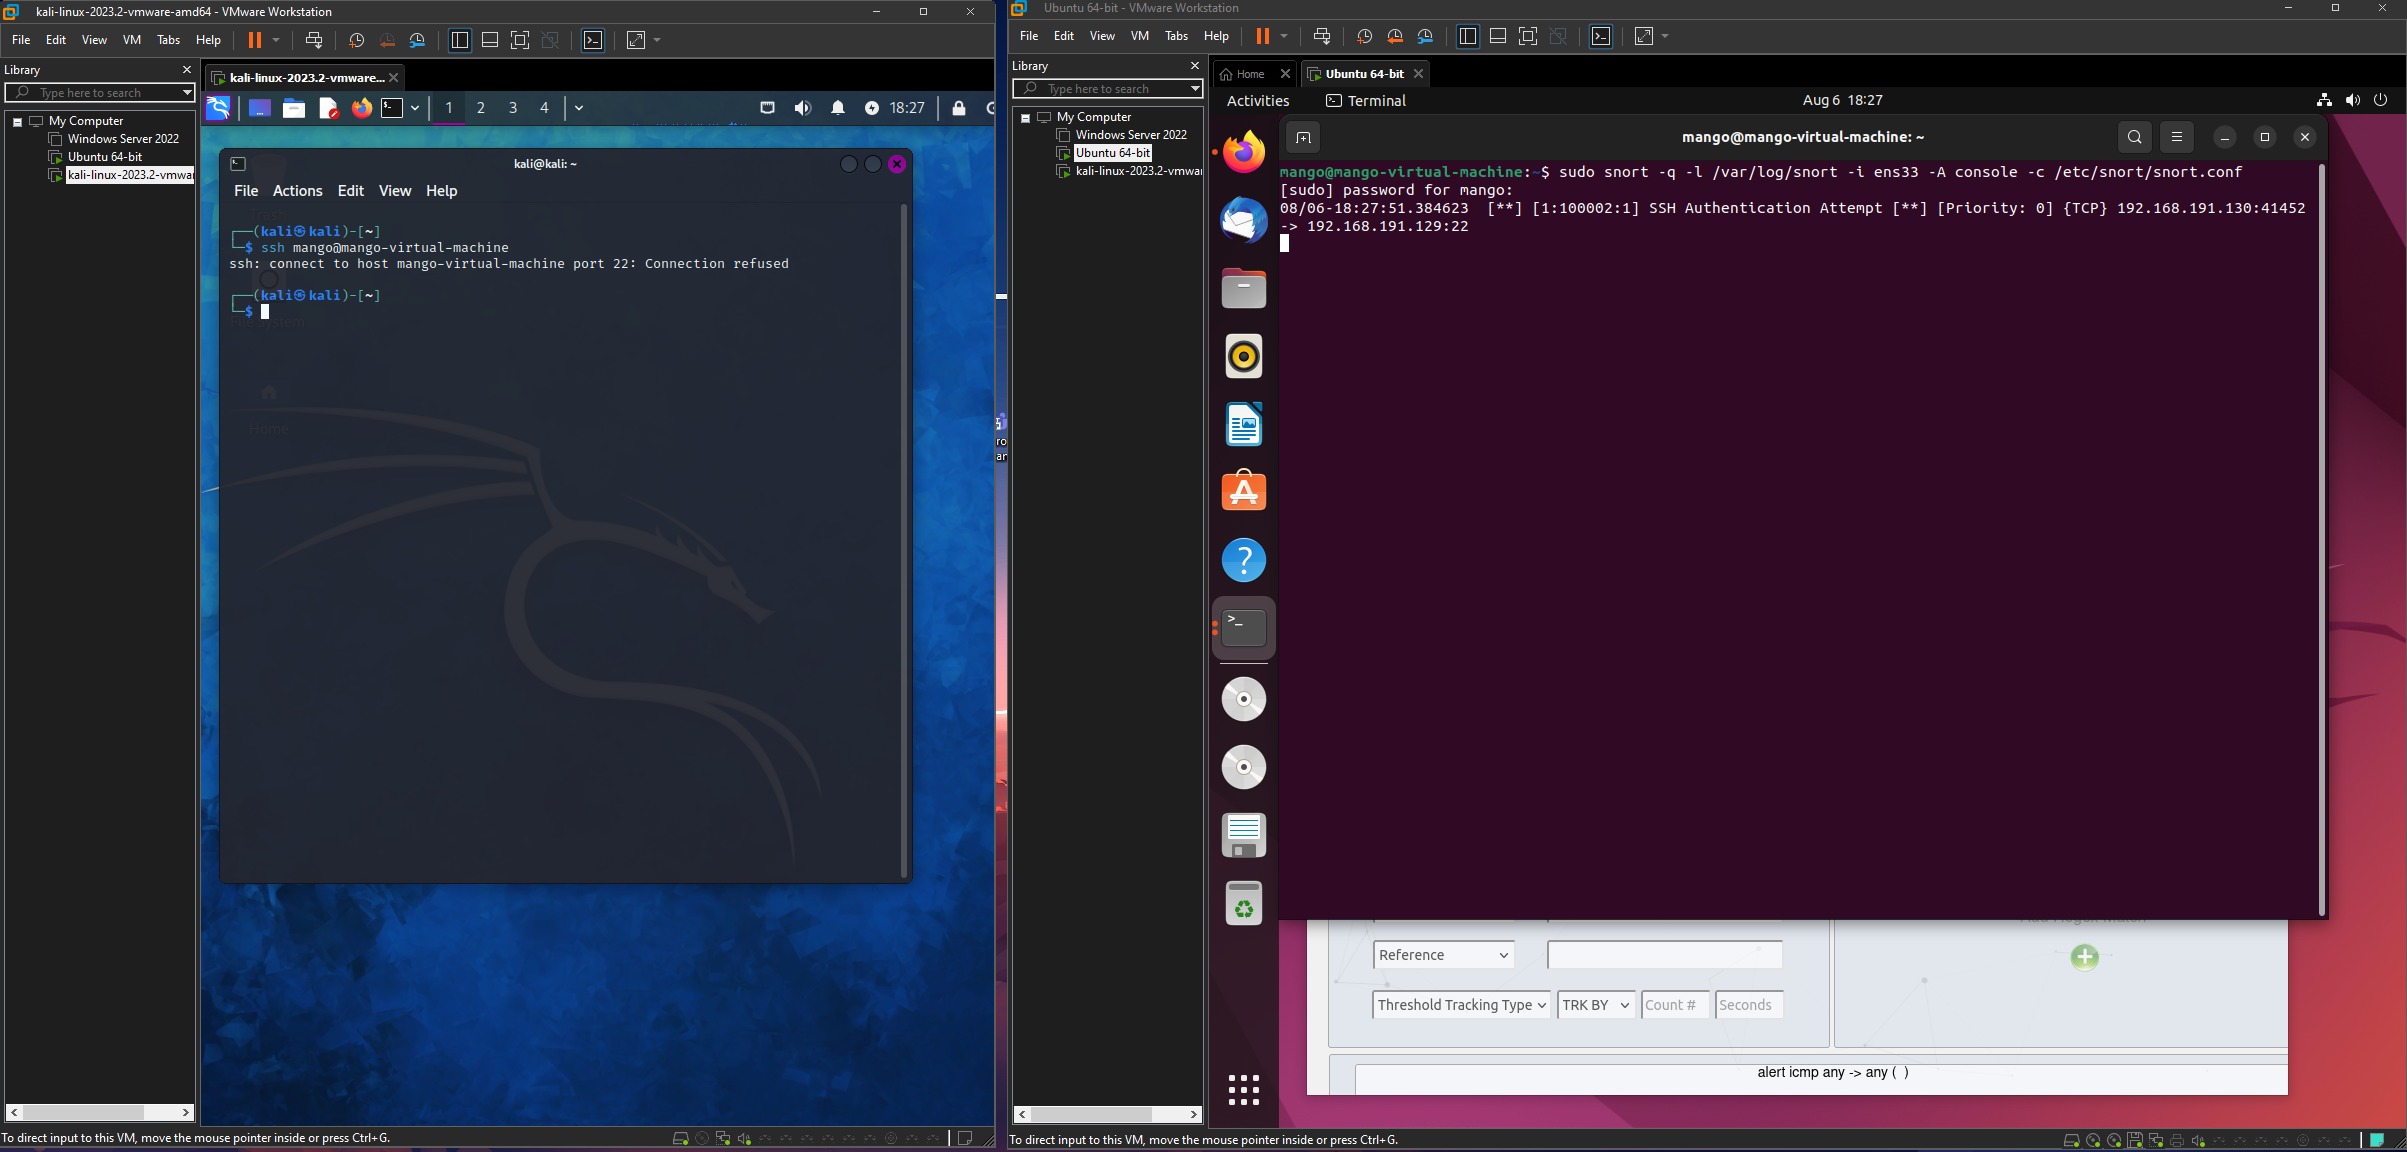 kali-linux-2023.2-vmware-amd64 - VMware Workstation
File Edit View VM Tabs Help
Library
Type here to search
My Computer
Windows Server 2022
Ubuntu 64-bit
kali-linux-2023.2-vmwar
kali-linux-2023.2-vmware...
1 2 3 4
18:27
kali@kali: ~
File Actions Edit View Help
Trash
┌──(kali㉿kali)-[~]
└─$ ssh mango@mango-virtual-machine
ssh: connect to host mango-virtual-machine port 22: Connection refused
┌──(kali㉿kali)-[~]
└─$
File System
Home
To direct input to this VM, move the mouse pointer inside or press Ctrl+G.
ro
ar
Ubuntu 64-bit - VMware Workstation
File Edit View VM Tabs Help
Library
Type here to search
My Computer
Windows Server 2022
Ubuntu 64-bit
kali-linux-2023.2-vmwa
Home
Ubuntu 64-bit
Activities
Terminal
Aug 6 18:27
mango@mango-virtual-machine: ~
mango@mango-virtual-machine:~$ sudo snort -q -l /var/log/snort -i ens33 -A console -c /etc/snort/snort.conf
[sudo] password for mango:
08/06-18:27:51.384623 [**] [1:100002:1] SSH Authentication Attempt [**] [Priority: 0] {TCP} 192.168.191.130:41452
-> 192.168.191.129:22
Reference
Threshold Tracking Type TRK BY Count # Seconds
alert icmp any -> any ( )
To direct input to this VM, move the mouse pointer inside or press Ctrl+G.